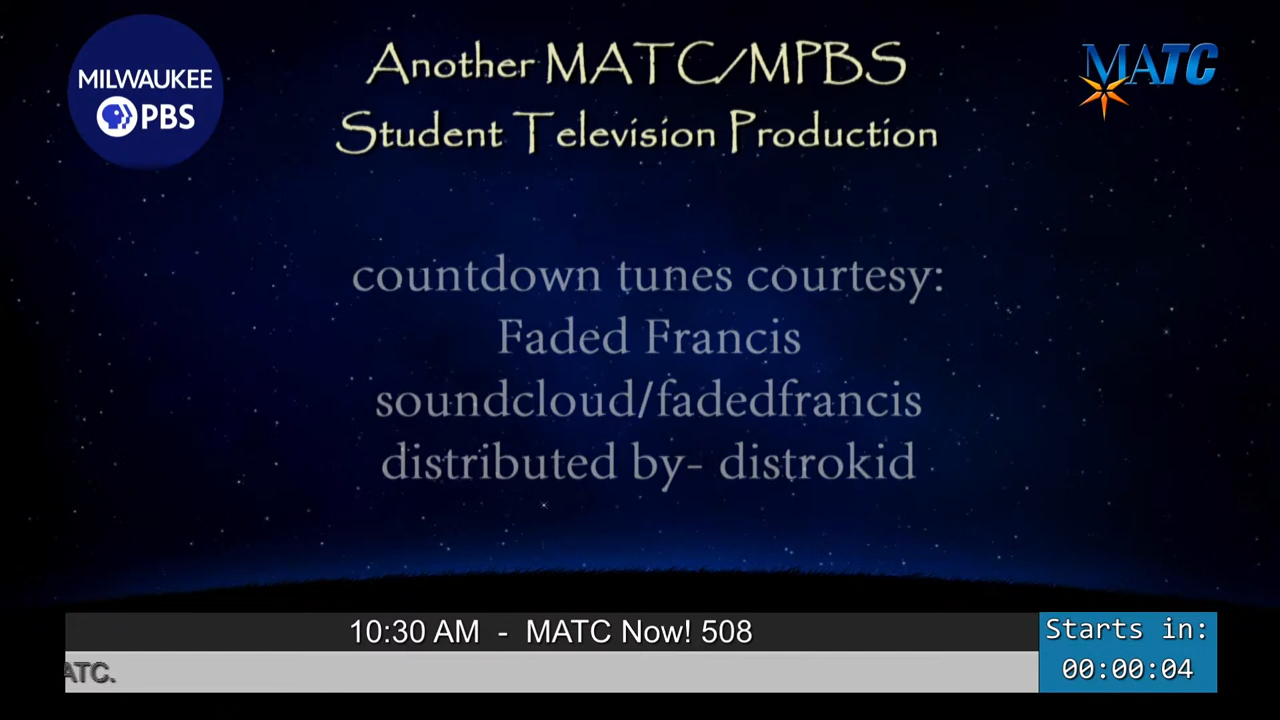 MILWAUKEE
PBS
Another MATC/MPBS
Student Television Production
MATC
countdown tunes courtesy:
Faded Francis
soundcloud/fadedfrancis
distributed by- distrokid
10:30 AM - MATC Now! 508
Starts in:
00:00:04
ATC.